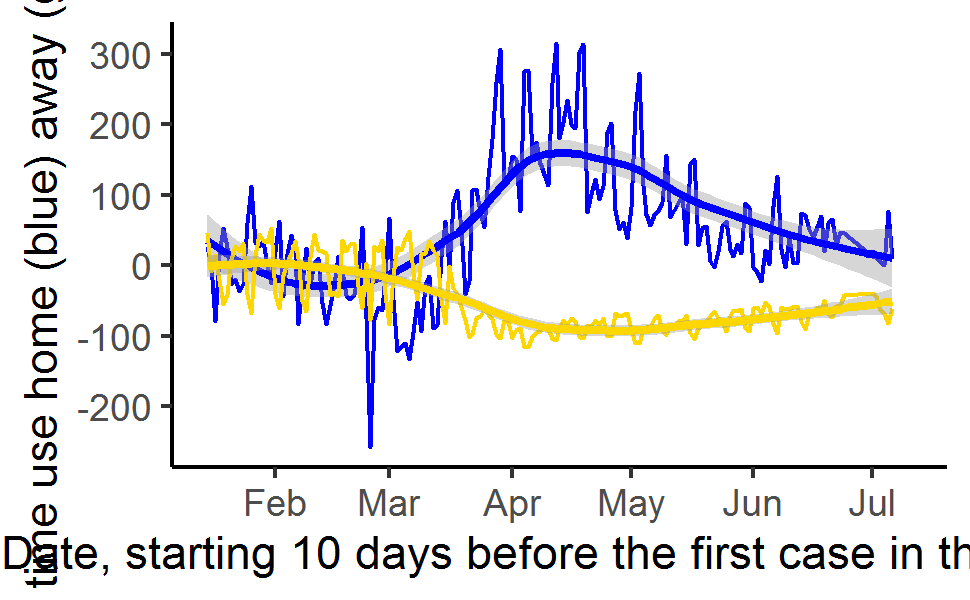 time use home (blue) away (
300
200
100
0
-100
-200
Feb Mar Apr May Jun Jul
Date, starting 10 days before the first case in th